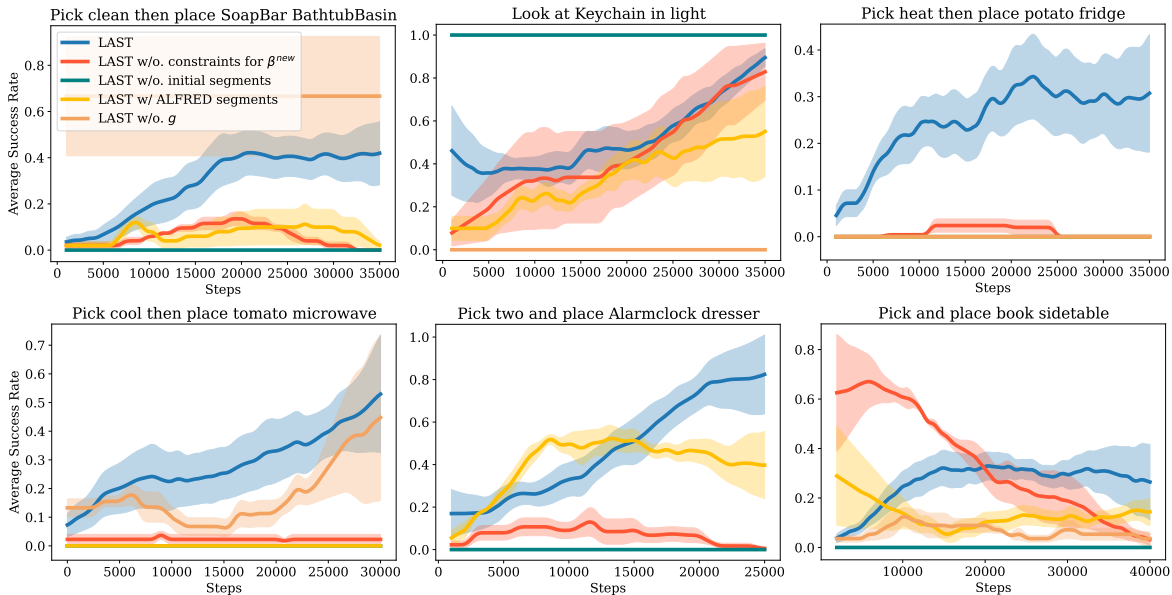 Pick clean then place SoapBar BathtubBasin
LAST
LAST w/o. constraints for β^new
LAST w/o. initial segments
LAST w/ ALFRED segments
LAST w/o. g
Average Success Rate
0.8
0.6
0.4
0.2
0.0
0 5000 10000 15000 20000 25000 30000 35000
Steps
Look at Keychain in light
1.0
0.8
0.6
0.4
0.2
0.0
0 5000 10000 15000 20000 25000 30000 35000
Steps
Pick heat then place potato fridge
0.4
0.3
0.2
0.1
0.0
0 5000 10000 15000 20000 25000 30000 35000
Steps
Pick cool then place tomato microwave
Average Success Rate
0.7
0.6
0.5
0.4
0.3
0.2
0.1
0.0
0 5000 10000 15000 20000 25000 30000
Steps
Pick two and place Alarmclock dresser
1.0
0.8
0.6
0.4
0.2
0.0
0 5000 10000 15000 20000 25000
Steps
Pick and place book sidetable
0.8
0.6
0.4
0.2
0.0
10000 20000 30000 40000
Steps